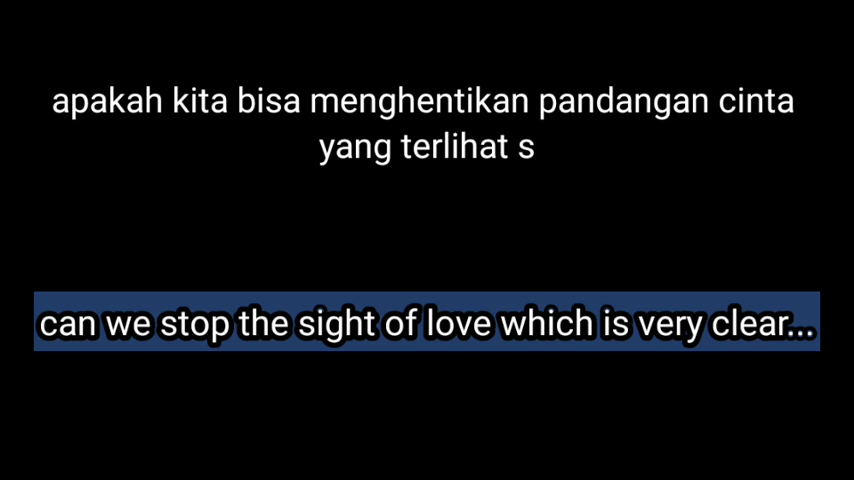 apakah kita bisa menghentikan pandangan cinta
yang terlihat s
can we stop the sight of love which is very clear...